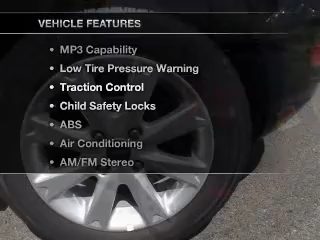 VEHICLE FEATURES
• MP3 Capability
• Low Tire Pressure Warning
• Traction Control
• Child Safety Locks
• ABS
• Air Conditioning
• AM/FM Stereo